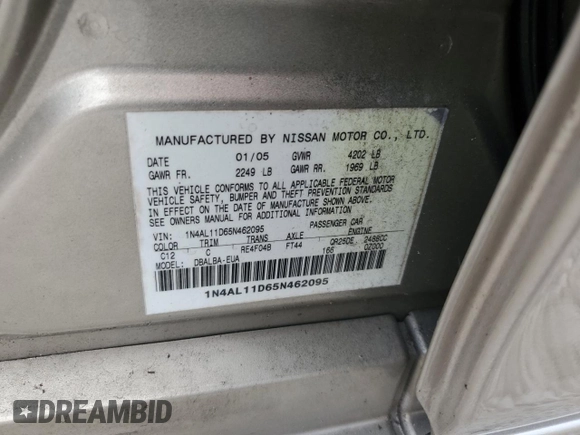 MANUFACTURED BY NISSAN MOTOR CO., LTD.
DATE 01/05 GVWR 4202 LB
GAWR FR. 2249 LB GAWR RR. 1969 LB
THIS VEHICLE CONFORMS TO ALL APPLICABLE FEDERAL MOTOR
VEHICLE SAFETY, BUMPER AND THEFT PREVENTION STANDARDS
IN EFFECT ON THE DATE OF MANUFACTURE SHOWN ABOVE.
SEE OWNERS MANUAL FOR ADDITIONAL INFORMATION
VIN: 1N4AL11D65N462095 PASSENGER CAR
COLOR TRIM TRANS AXLE ENGINE
C12 C RE4F04B FT44 QR25DE 2488CC
MODEL: DBALBA-EUA 166 0Z000
1N4AL11D65N462095
DREAMBID